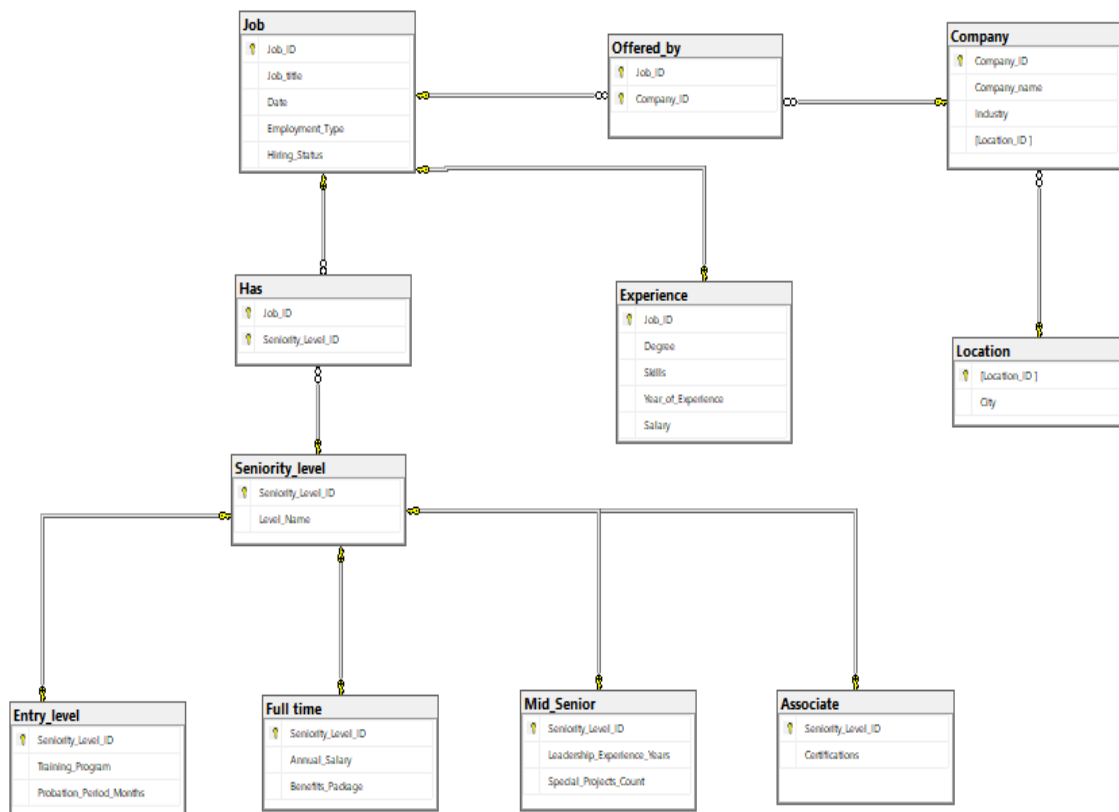 Job
Job_ID
Job_title
Date
Employment_Type
Hiring_Status
Offered_by
Job_ID
Company_ID
Company
Company_ID
Company_name
Industry
[Location_ID ]
Has
Job_ID
Seniority_Level_ID
Experience
Job_ID
Degree
Skills
Year_of_Experience
Salary
Location
[Location_ID ]
City
Seniority_level
Seniority_Level_ID
Level_Name
Entry_level
Seniority_Level_ID
Training_Program
Probation_Period_Months
Full time
Seniority_Level_ID
Annual_Salary
Benefits_Package
Mid_Senior
Seniority_Level_ID
Leadership_Experience_Years
Special_Projects_Count
Associate
Seniority_Level_ID
Certifications